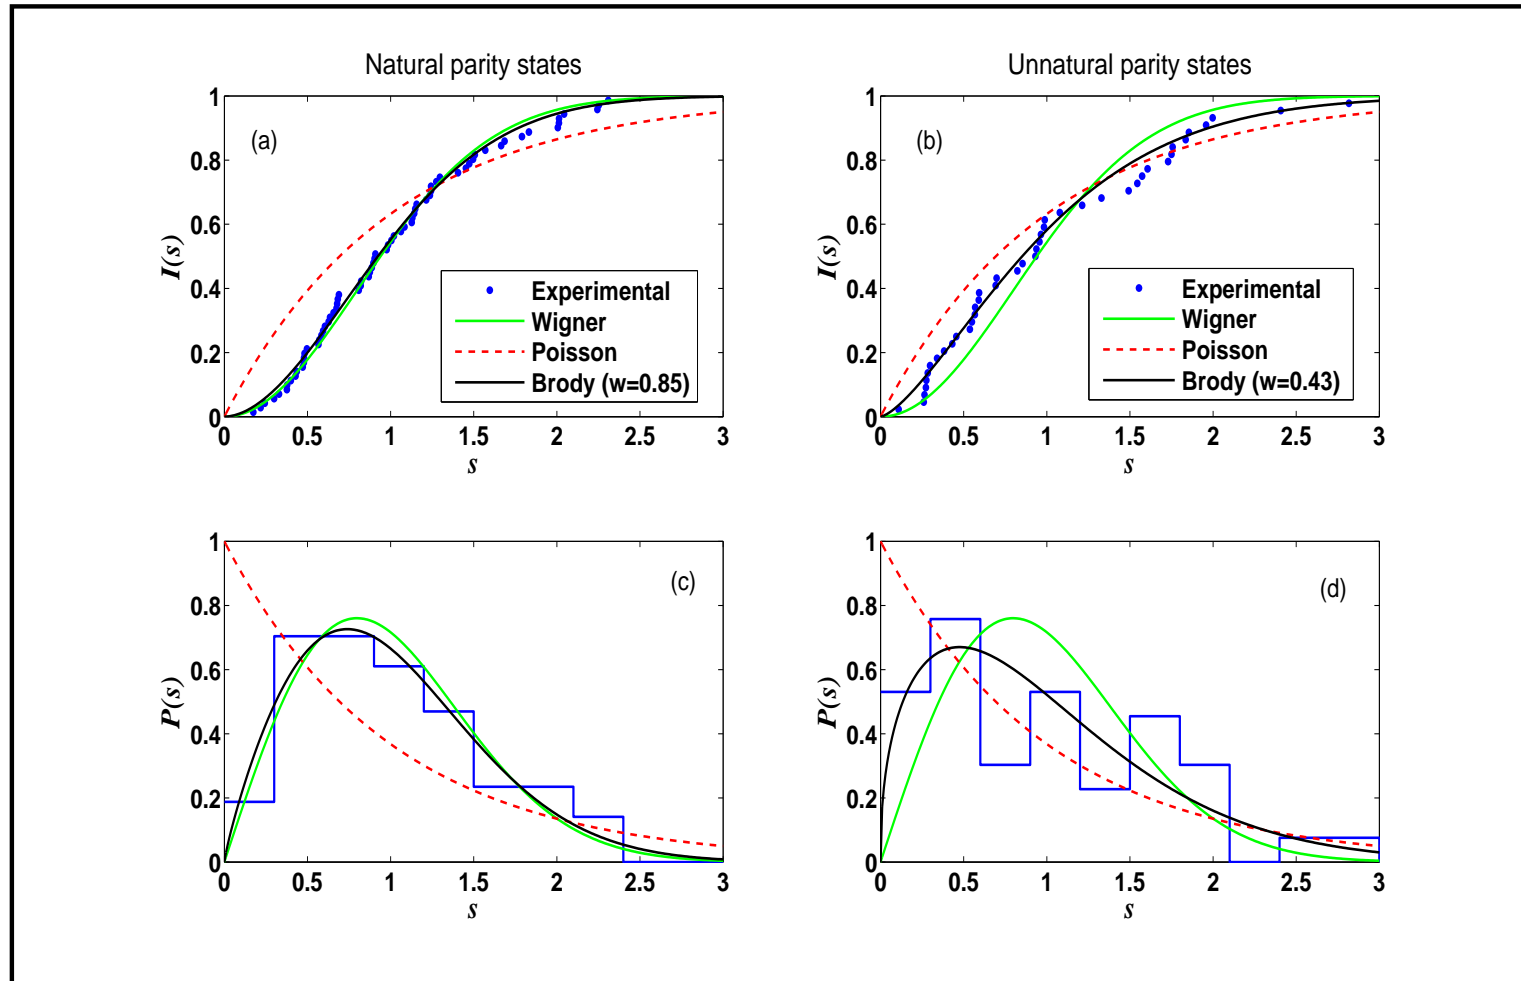 Natural parity states
Unnatural parity states
1
0.8
0.6
0.4
0.2
0
I(s)
(a)
Experimental
Wigner
Poisson
Brody (w=0.85)
0 0.5 1 1.5 2 2.5 3
s
1
0.8
0.6
0.4
0.2
0
I(s)
(b)
Experimental
Wigner
Poisson
Brody (w=0.43)
0 0.5 1 1.5 2 2.5 3
s
1
0.8
0.6
0.4
0.2
0
P(s)
(c)
0 0.5 1 1.5 2 2.5 3
s
1
0.8
0.6
0.4
0.2
0
P(s)
(d)
0 0.5 1 1.5 2 2.5 3
s